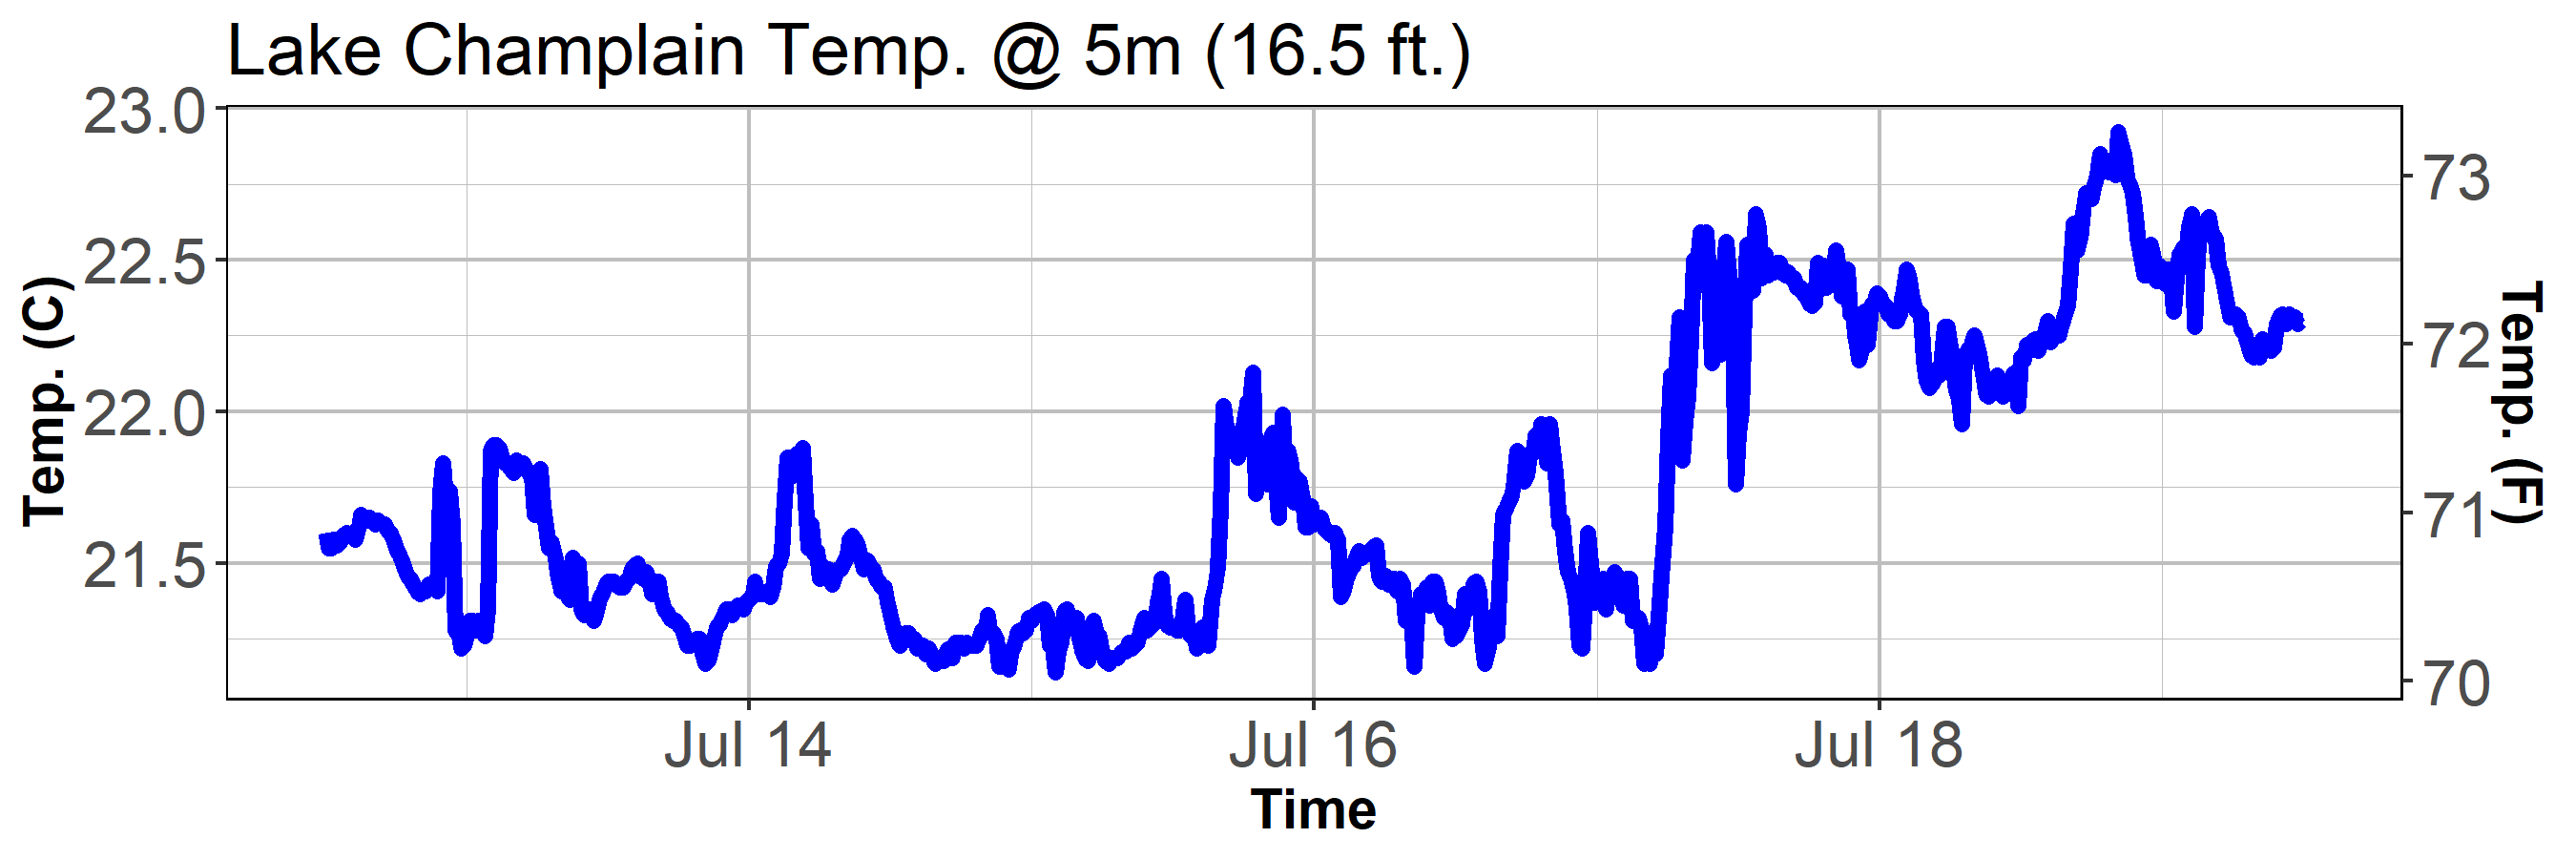 Lake Champlain Temp. @ 5m (16.5 ft.)
23.0
22.5
22.0
21.5
Temp. (C)
73
72
71
70
Temp. (F)
Jul 14
Jul 16
Jul 18
Time